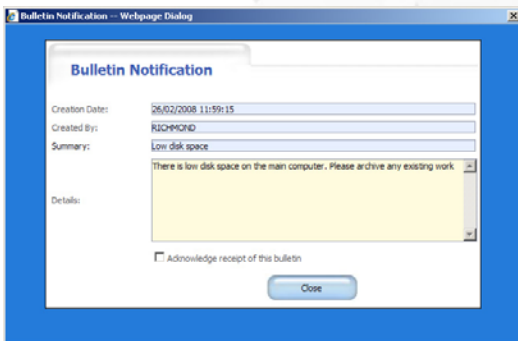 Bulletin Notification -- Webpage Dialog
Bulletin Notification
Creation Date: 26/02/2008 11:59:15
Created By: RICHMOND
Summary: Low disk space
There is low disk space on the main computer. Please archive any existing work
Details:
Acknowledge receipt of this bulletin
Close